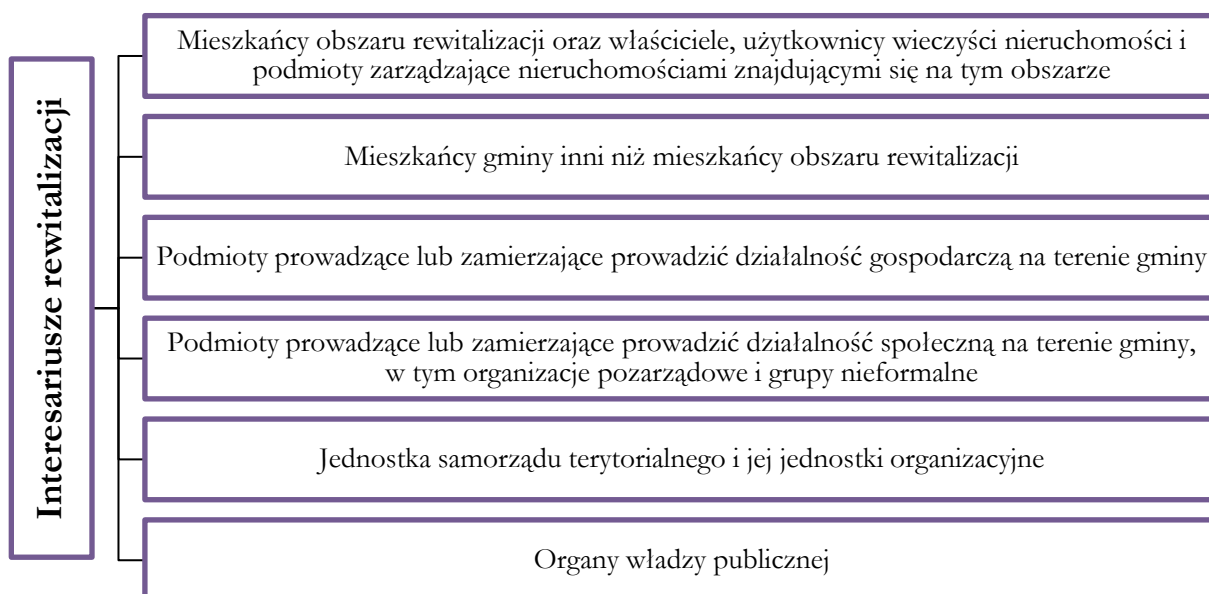 Interesariusze rewitalizacji
Mieszkańcy obszaru rewitalizacji oraz właściciele, użytkownicy wieczyści nieruchomości i
podmioty zarządzające nieruchomościami znajdującymi się na tym obszarze
Mieszkańcy gminy inni niż mieszkańcy obszaru rewitalizacji
Podmioty prowadzące lub zamierzające prowadzić działalność gospodarczą na terenie gminy
Podmioty prowadzące lub zamierzające prowadzić działalność społeczną na terenie gminy,
w tym organizacje pozarządowe i grupy nieformalne
Jednostka samorządu terytorialnego i jej jednostki organizacyjne
Organy władzy publicznej